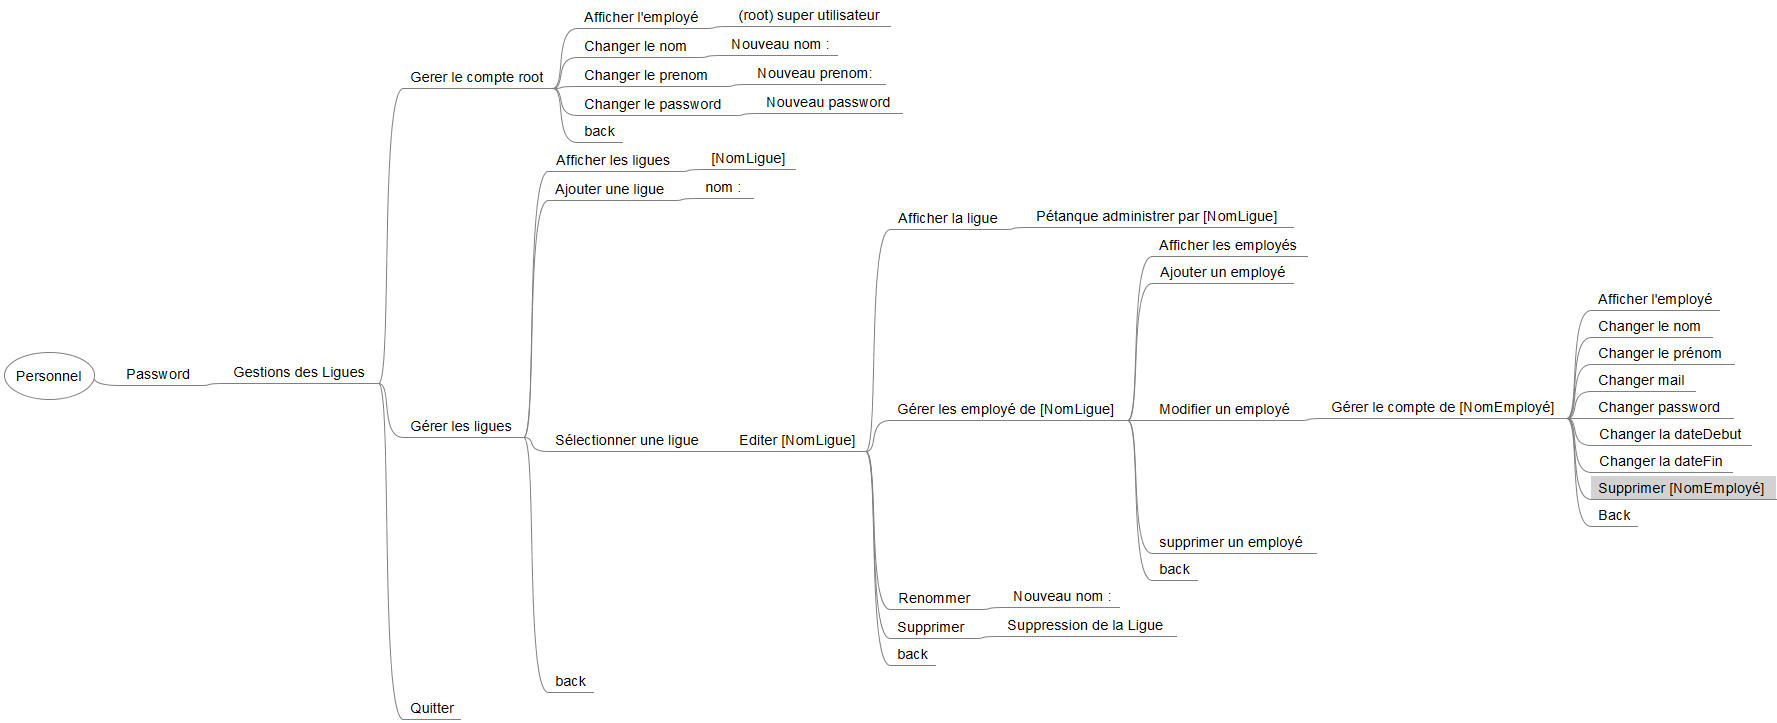 Personnel
Password
Gestions des Ligues
Gerer le compte root
Afficher l'employé
(root) super utilisateur
Changer le nom
Nouveau nom :
Changer le prenom
Nouveau prenom:
Changer le password
Nouveau password
back
Gérer les ligues
Afficher les ligues
[NomLigue]
Ajouter une ligue
nom :
Sélectionner une ligue
Editer [NomLigue]
Afficher la ligue
Pétanque administrer par [NomLigue]
Gérer les employé de [NomLigue]
Afficher les employés
Ajouter un employé
Modifier un employé
Gérer le compte de [NomEmployé]
Afficher l'employé
Changer le nom
Changer le prénom
Changer mail
Changer password
Changer la dateDebut
Changer la dateFin
Supprimer [NomEmployé]
Back
supprimer un employé
back
Renommer
Nouveau nom :
Supprimer
Suppression de la Ligue
back
back
Quitter